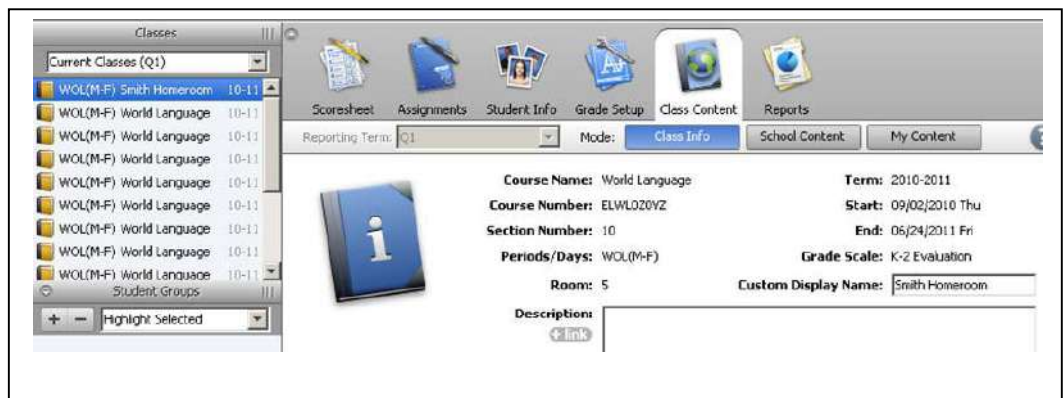 Classes
Current Classes (Q1)
WOL(M-F) Smith Homeroom 10-11
WOL(M-F) World Language 10-11
WOL(M-F) World Language 10-11
WOL(M-F) World Language 10-11
WOL(M-F) World Language 10-11
WOL(M-F) World Language 10-11
WOL(M-F) World Language 10-11
WOL(M-F) World Language 10-11
WOL(M-F) World Language 10-11
Student Groups
+ − Highlight Selected
Scoresheet Assignments Student Info Grade Setup Class Content Reports
Reporting Term: Q1 Mode: Class Info School Content My Content
Course Name: World Language Term: 2010-2011
Course Number: ELWLOZ0YZ Start: 09/02/2010 Thu
Section Number: 10 End: 06/24/2011 Fri
Periods/Days: WOL(M-F) Grade Scale: K-2 Evaluation
Room: 5 Custom Display Name: Smith Homeroom
Description:
+ link